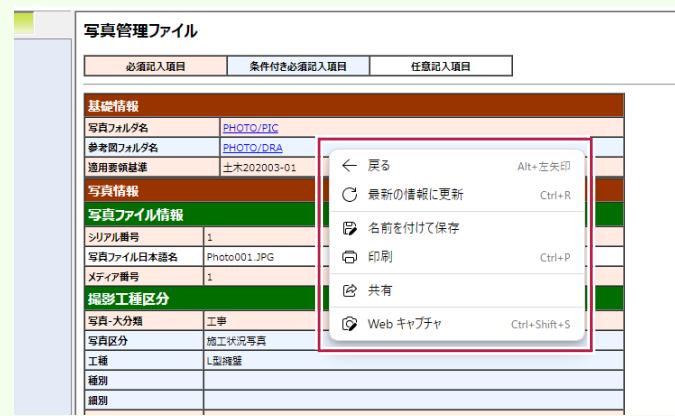 写真管理ファイル
必須記入項目 条件付き必須記入項目 任意記入項目
基礎情報
写真フォルダ名 PHOTO/PIC
参考図フォルダ名 PHOTO/DRA
適用要領基準 土木202003-01
写真情報
写真ファイル情報
シリアル番号 1
写真ファイル日本語名 Photo001.JPG
メディア番号 1
撮影工種区分
写真-大分類 工事
写真区分 施工状況写真
工種 L型擁壁
種別
細別
戻る Alt+左矢印
最新の情報に更新 Ctrl+R
名前を付けて保存
印刷 Ctrl+P
共有
Web キャプチャ Ctrl+Shift+S